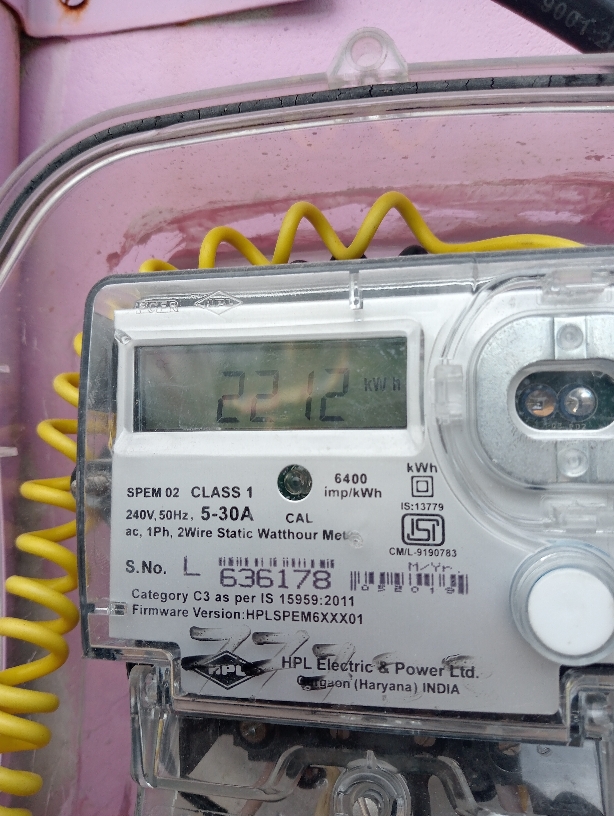 HPL
2212 kWh
6400
imp/kWh
kWh
SPEM 02 CLASS 1
240V, 50Hz, 5-30A
CAL
IS:13779
ac, 1Ph, 2Wire Static Watthour
CM/L-9190783
M/Yr.
S.No. L 636178
Category C3 as per IS 15959:2011
Firmware Version:HPLSPEM6XXX01
HPL
HPL Electric & Power Ltd.
(Haryana) INDIA